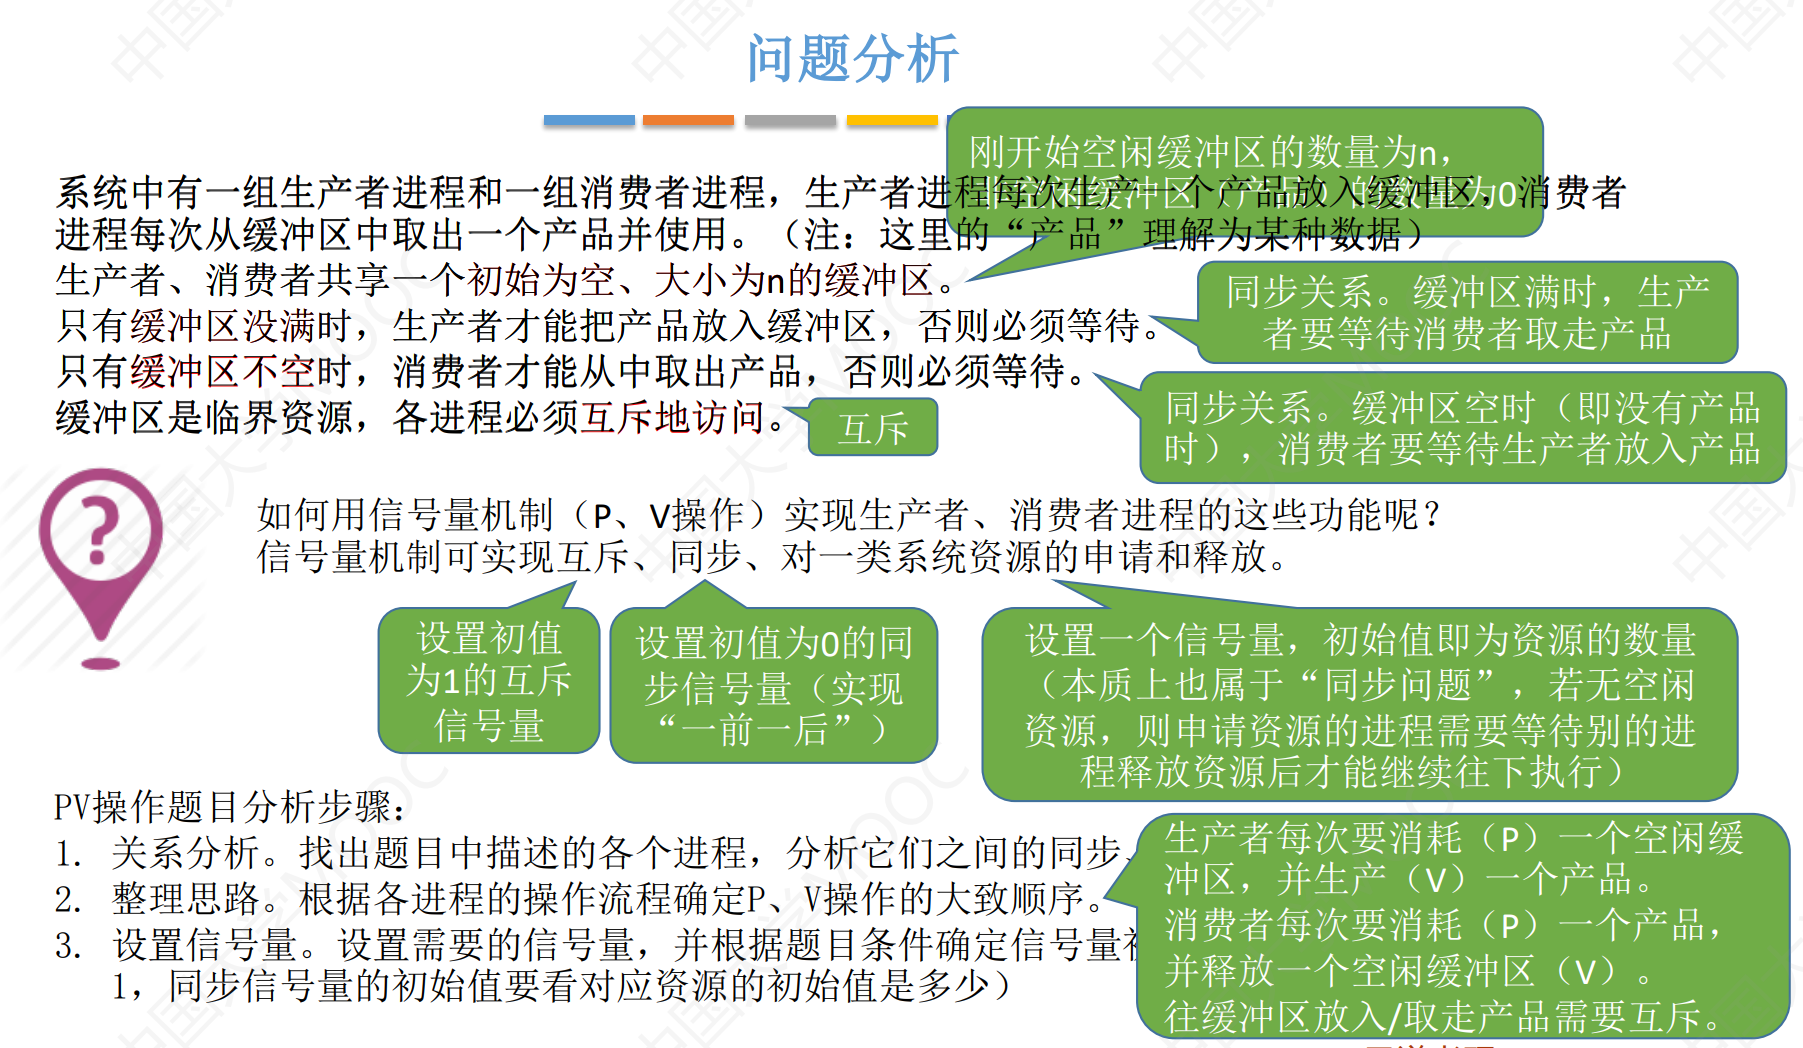 问题分析
刚开始空闲缓冲区的数量为n，
非空闲缓冲区（产品）的数量为0
系统中有一组生产者进程和一组消费者进程，生产者进程每次生产一个产品放入缓冲区，消费者
进程每次从缓冲区中取出一个产品并使用。（注：这里的“产品”理解为某种数据）
生产者、消费者共享一个初始为空、大小为n的缓冲区。
只有缓冲区没满时，生产者才能把产品放入缓冲区，否则必须等待。
同步关系。缓冲区满时，生产
者要等待消费者取走产品
只有缓冲区不空时，消费者才能从中取出产品，否则必须等待。
同步关系。缓冲区空时（即没有产品
时），消费者要等待生产者放入产品
缓冲区是临界资源，各进程必须互斥地访问。
互斥
如何用信号量机制（P、V操作）实现生产者、消费者进程的这些功能呢？
信号量机制可实现互斥、同步、对一类系统资源的申请和释放。
设置初值
为1的互斥
信号量
设置初值为0的同
步信号量（实现
“一前一后”）
设置一个信号量，初始值即为资源的数量
（本质上也属于“同步问题”，若无空闲
资源，则申请资源的进程需要等待别的进
程释放资源后才能继续往下执行）
PV操作题目分析步骤：
1. 关系分析。找出题目中描述的各个进程，分析它们之间的同步、
2. 整理思路。根据各进程的操作流程确定P、V操作的大致顺序。
3. 设置信号量。设置需要的信号量，并根据题目条件确定信号量初
1，同步信号量的初始值要看对应资源的初始值是多少）
生产者每次要消耗（P）一个空闲缓
冲区，并生产（V）一个产品。
消费者每次要消耗（P）一个产品，
并释放一个空闲缓冲区（V）。
往缓冲区放入/取走产品需要互斥。